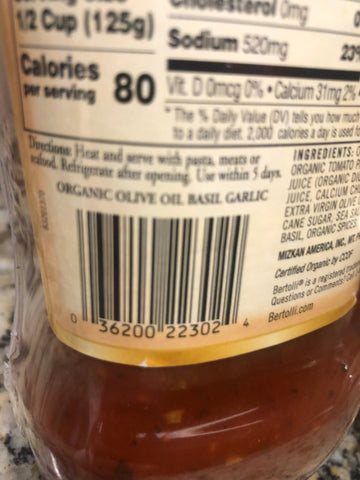 1/2 Cup (125g)
Calories
per serving 80
Cholesterol 0mg
Sodium 520mg 23%
Vit. D 0mcg 0% • Calcium 31mg 2%
* The % Daily Value (DV) tells you how much
to a daily diet. 2,000 calories a day is used
Directions: Heat and serve with pasta, meats or
seafood. Refrigerate after opening. Use within 5 days.
ORGANIC OLIVE OIL BASIL GARLIC
0 36200 22302 4
INGREDIENTS:
ORGANIC TOMATO
JUICE (ORGANIC
JUICE, CALCIUM
EXTRA VIRGIN OLIVE
CANE SUGAR, SEA
BASIL, ORGANIC SPICES.
MIZKAN AMERICA, INC.,
Certified Organic by CCOF
Bertolli® is a registered
Questions or Comments?
Bertolli.com